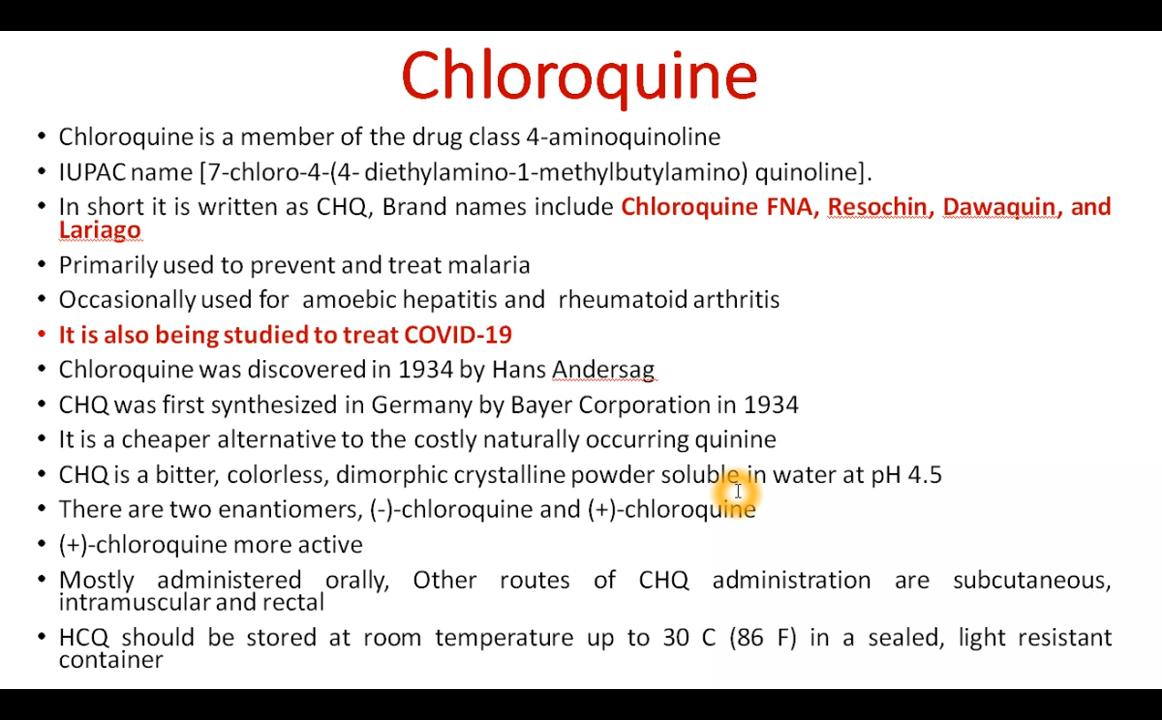 Chloroquine
• Chloroquine is a member of the drug class 4-aminoquinoline
• IUPAC name [7-chloro-4-(4- diethylamino-1-methylbutylamino) quinoline].
• In short it is written as CHQ, Brand names include Chloroquine FNA, Resochin, Dawaquin, and
Lariago
• Primarily used to prevent and treat malaria
• Occasionally used for amoebic hepatitis and rheumatoid arthritis
• It is also being studied to treat COVID-19
• Chloroquine was discovered in 1934 by Hans Andersag
• CHQ was first synthesized in Germany by Bayer Corporation in 1934
• It is a cheaper alternative to the costly naturally occurring quinine
• CHQ is a bitter, colorless, dimorphic crystalline powder soluble in water at pH 4.5
• There are two enantiomers, (-)-chloroquine and (+)-chloroquine
• (+)-chloroquine more active
• Mostly administered orally, Other routes of CHQ administration are subcutaneous,
intramuscular and rectal
• HCQ should be stored at room temperature up to 30 C (86 F) in a sealed, light resistant
container